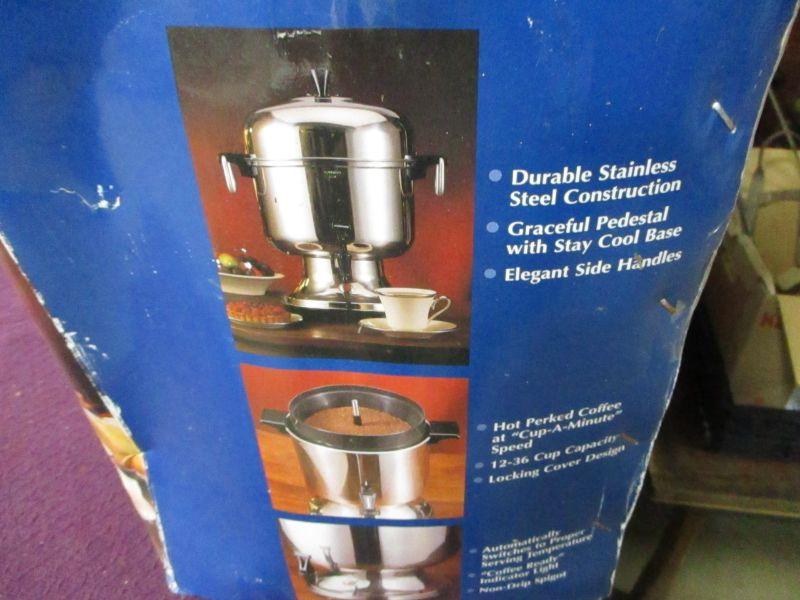 Durable Stainless
Steel Construction
Graceful Pedestal
with Stay Cool Base
Elegant Side Handles
Hot Perked Coffee
at "Cup-A-Minute"
Speed
12-36 Cup Capacity
Locking Cover Design
Automatically
Switches to Proper
Serving Temperature
"Coffee Ready"
Indicator Light
Non-Drip Spigot